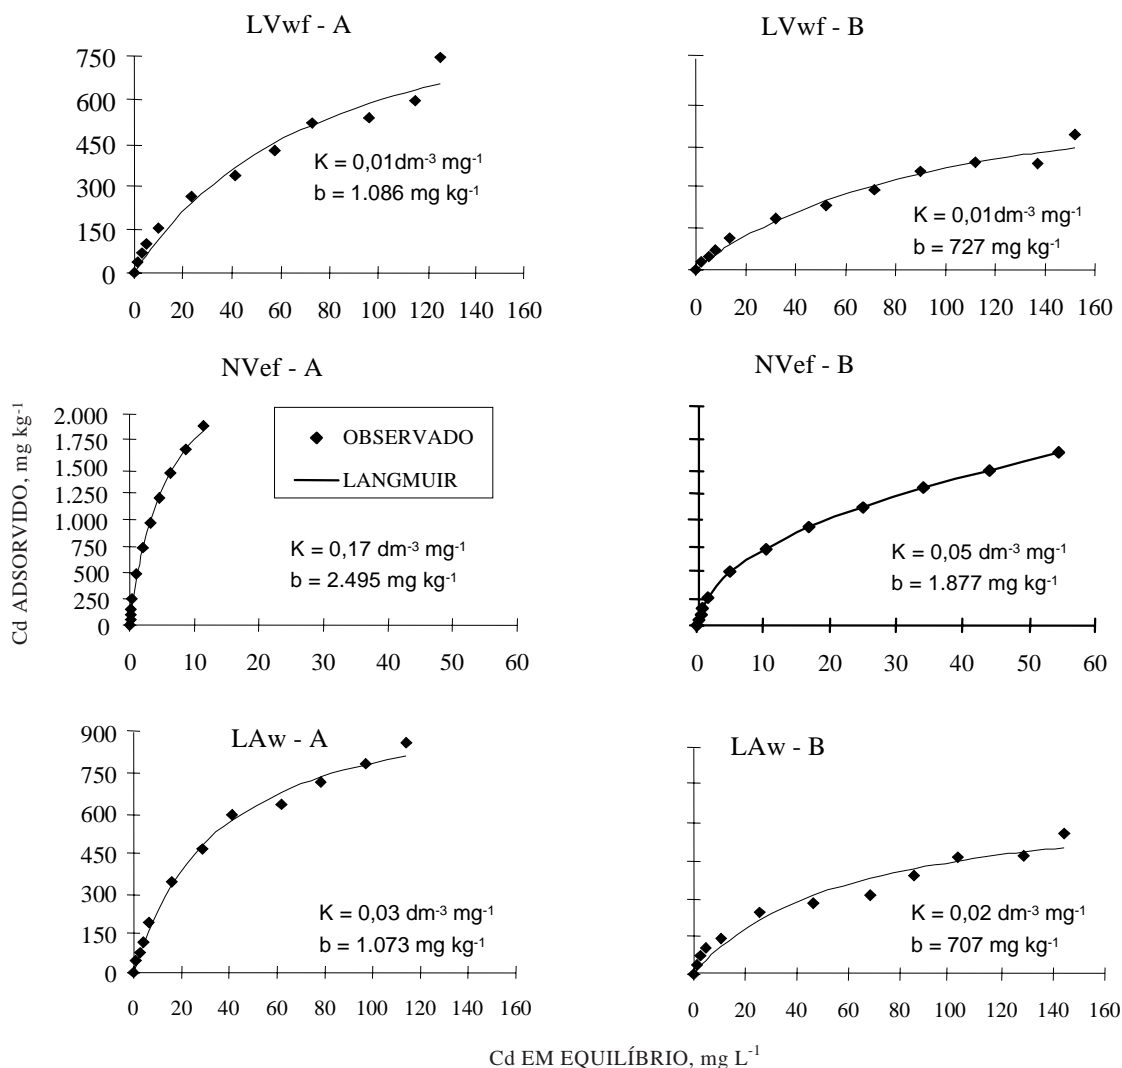 LVwf - A
750
600
450
300
150
0
K = 0,01dm⁻³ mg⁻¹
b = 1.086 mg kg⁻¹
0 20 40 60 80 100 120 140 160
LVwf - B
K = 0,01dm⁻³ mg⁻¹
b = 727 mg kg⁻¹
0 20 40 60 80 100 120 140 160
Cd ADSORVIDO, mg kg⁻¹
NVef - A
2.000
1.750
1.500
1.250
1.000
750
500
250
0
OBSERVADO
LANGMUIR
K = 0,17 dm⁻³ mg⁻¹
b = 2.495 mg kg⁻¹
0 10 20 30 40 50 60
NVef - B
K = 0,05 dm⁻³ mg⁻¹
b = 1.877 mg kg⁻¹
0 10 20 30 40 50 60
LAw - A
900
750
600
450
300
150
0
K = 0,03 dm⁻³ mg⁻¹
b = 1.073 mg kg⁻¹
0 20 40 60 80 100 120 140 160
LAw - B
K = 0,02 dm⁻³ mg⁻¹
b = 707 mg kg⁻¹
0 20 40 60 80 100 120 140 160
Cd EM EQUILÍBRIO, mg L⁻¹